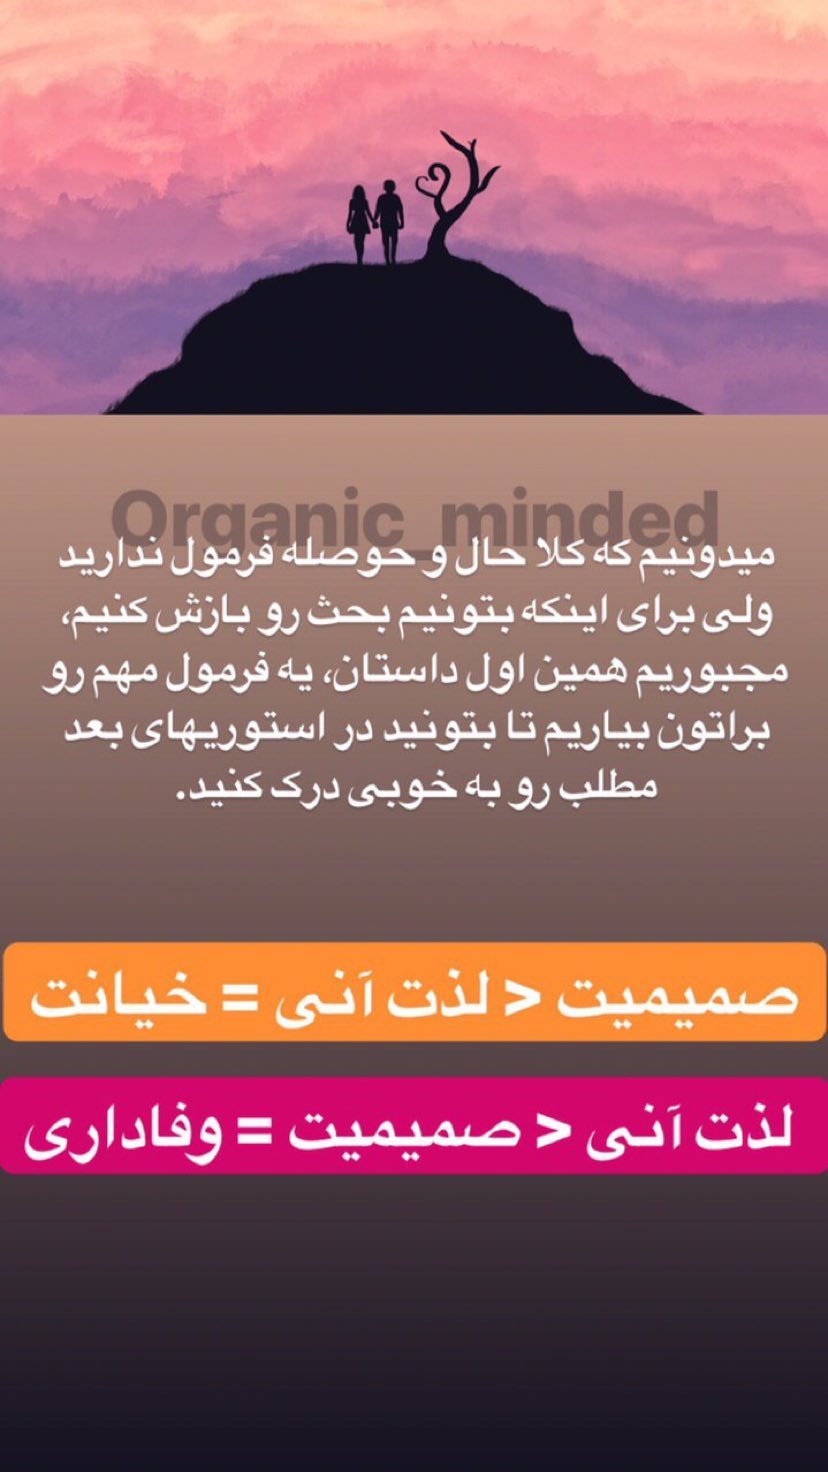 Organic_minded
میدونیم که کلا حال و حوصله فرمول ندارید
ولی برای اینکه بتونیم بحث رو بازش کنیم،
مجبوریم همین اول داستان، یه فرمول مهم رو
براتون بیاریم تا بتونید در استوریهای بعد
مطلب رو به خوبی درک کنید.
صمیمیت > لذت آنی = خیانت
لذت آنی > صمیمیت = وفاداری